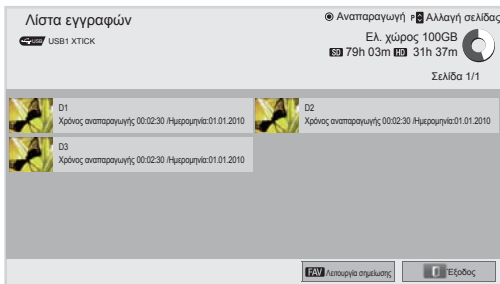 Λίστα εγγραφών
Αναπαραγωγή P Αλλαγή σελίδας
USB USB1 XTICK
Ελ. χώρος 100GB
SD 79h 03m HD 31h 37m
Σελίδα 1/1
D1
Χρόνος αναπαραγωγής 00:02:30 /Ημερομηνία:01.01.2010
D2
Χρόνος αναπαραγωγής 00:02:30 /Ημερομηνία:01.01.2010
D3
Χρόνος αναπαραγωγής 00:02:30 /Ημερομηνία:01.01.2010
FAV Λειτουργία σημείωσης
Έξοδος